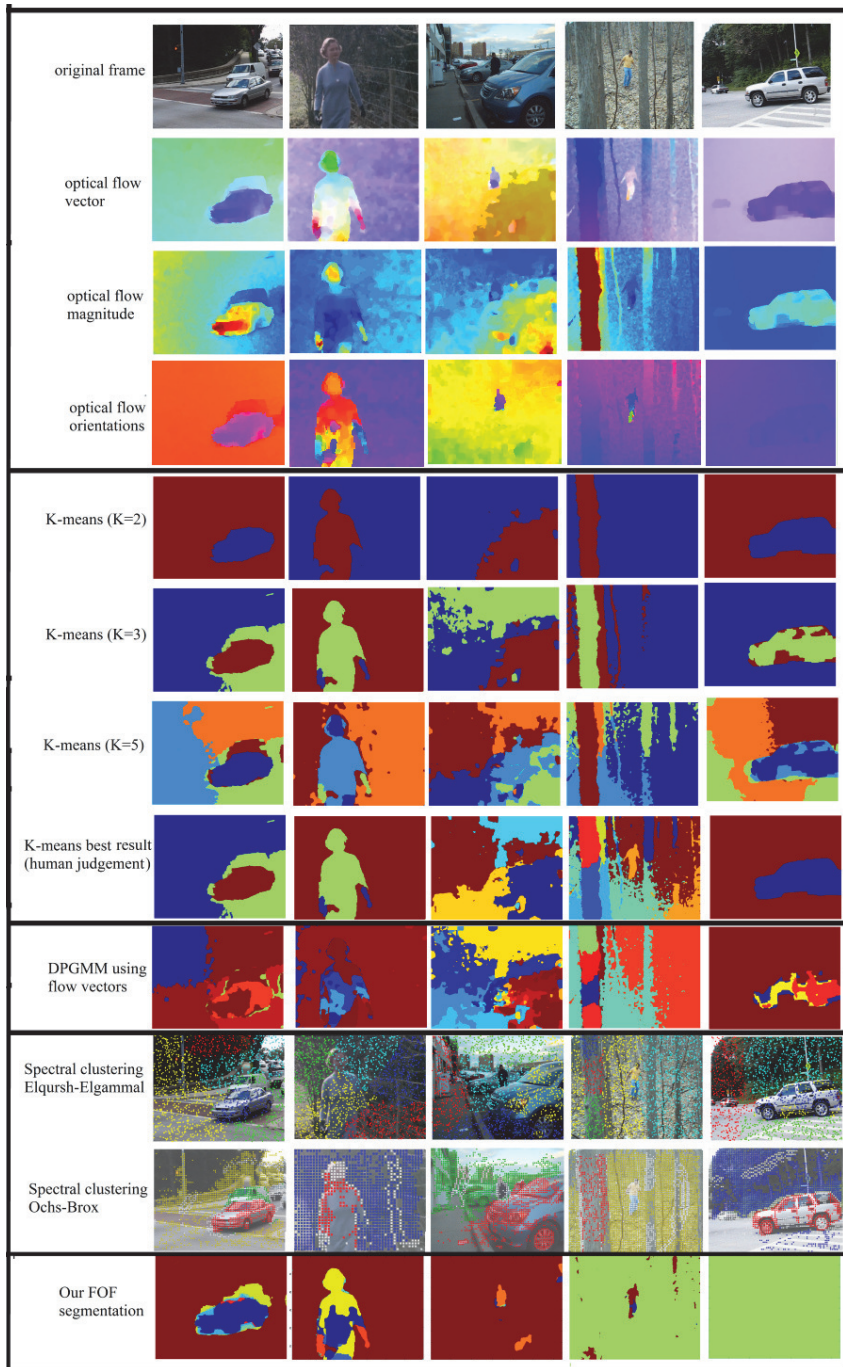 original frame
optical flow
vector
optical flow
magnitude
optical flow
orientations
K-means (K=2)
K-means (K=3)
K-means (K=5)
K-means best result
(human judgement)
DPGMM using
flow vectors
Spectral clustering
Elqursh-Elgammal
Spectral clustering
Ochs-Brox
Our FOF
segmentation